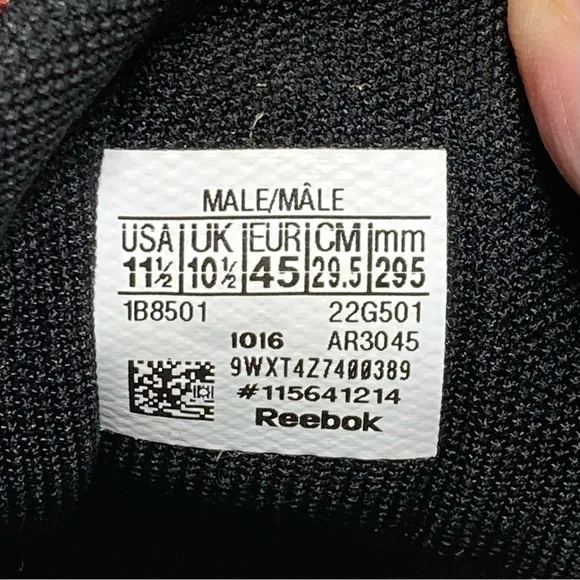 MALE/MÂLE
USA UK EUR CM mm
11½ 10½ 45 29.5 295
1B8501 22G501
1016 AR3045
9WXT4Z7400389
#115641214
Reebok